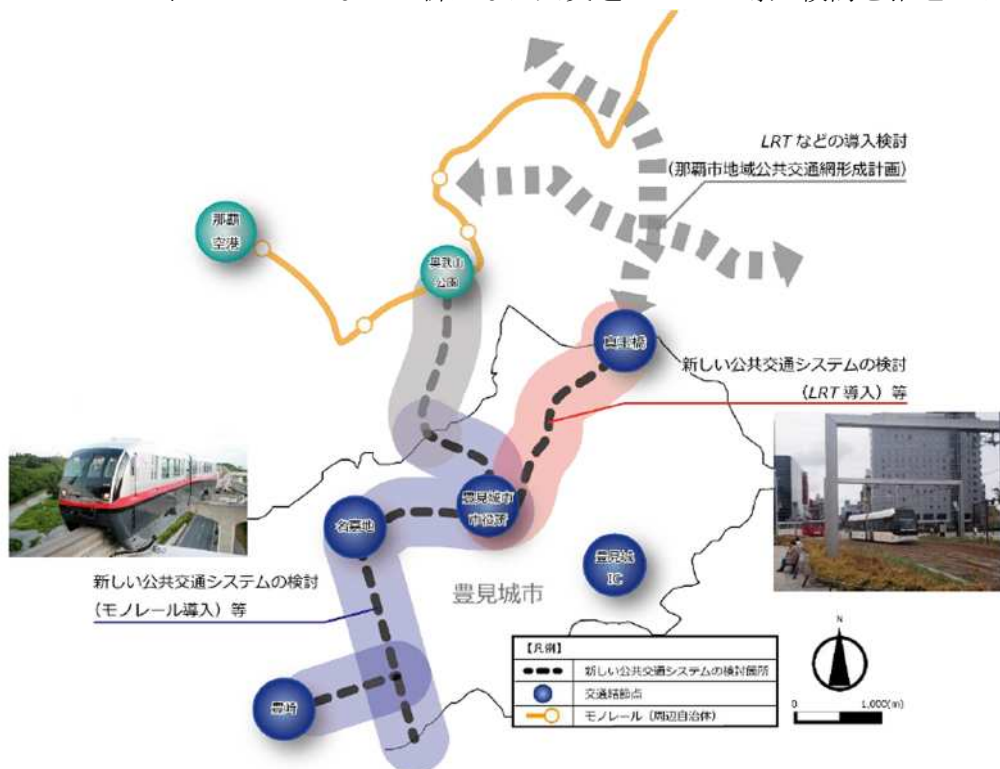 LRTなどの導入検討
(那覇市地域公共交通網形成計画)
那覇
空港
奥武山
公園
真玉橋
新しい公共交通システムの検討
(LRT導入)等
豊見城市
市役所
名嘉地
豊見城
IC
新しい公共交通システムの検討
(モノレール導入)等
豊見城市
豊崎
【凡例】
新しい公共交通システムの検討箇所
交通結節点
モノレール(周辺自治体)
N
0
1,000(m)